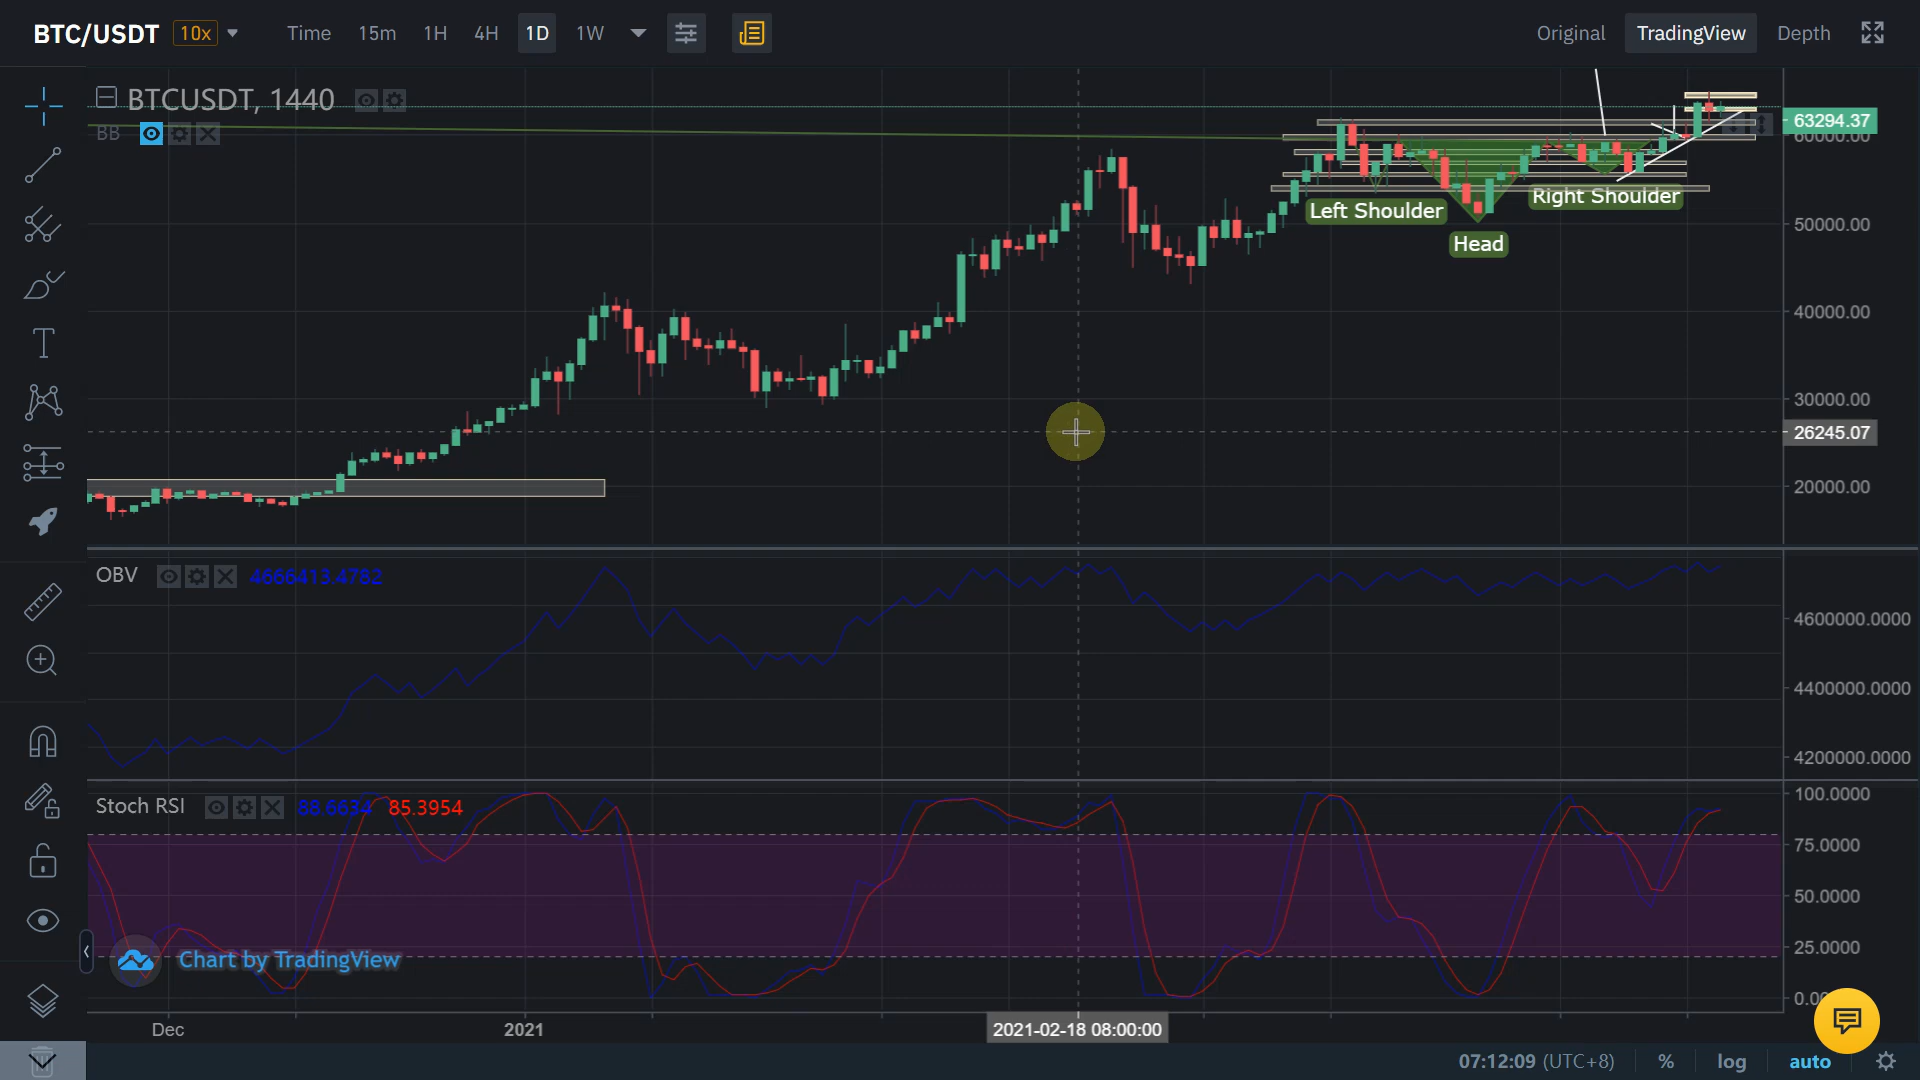 BTC/USDT 10x Time 15m 1H 4H 1D 1W Original TradingView Depth
BTCUSDT, 1440
BB
63294.37
60000.00
Left Shoulder
Right Shoulder
Head
50000.00
40000.00
30000.00
26245.07
20000.00
OBV 4666413.4782
4600000.0000
4400000.0000
4200000.0000
Stoch RSI 88.6634 85.3954
100.0000
75.0000
50.0000
25.0000
Chart by TradingView
Dec 2021 2021-02-18 08:00:00
07:12:09 (UTC+8) % log auto